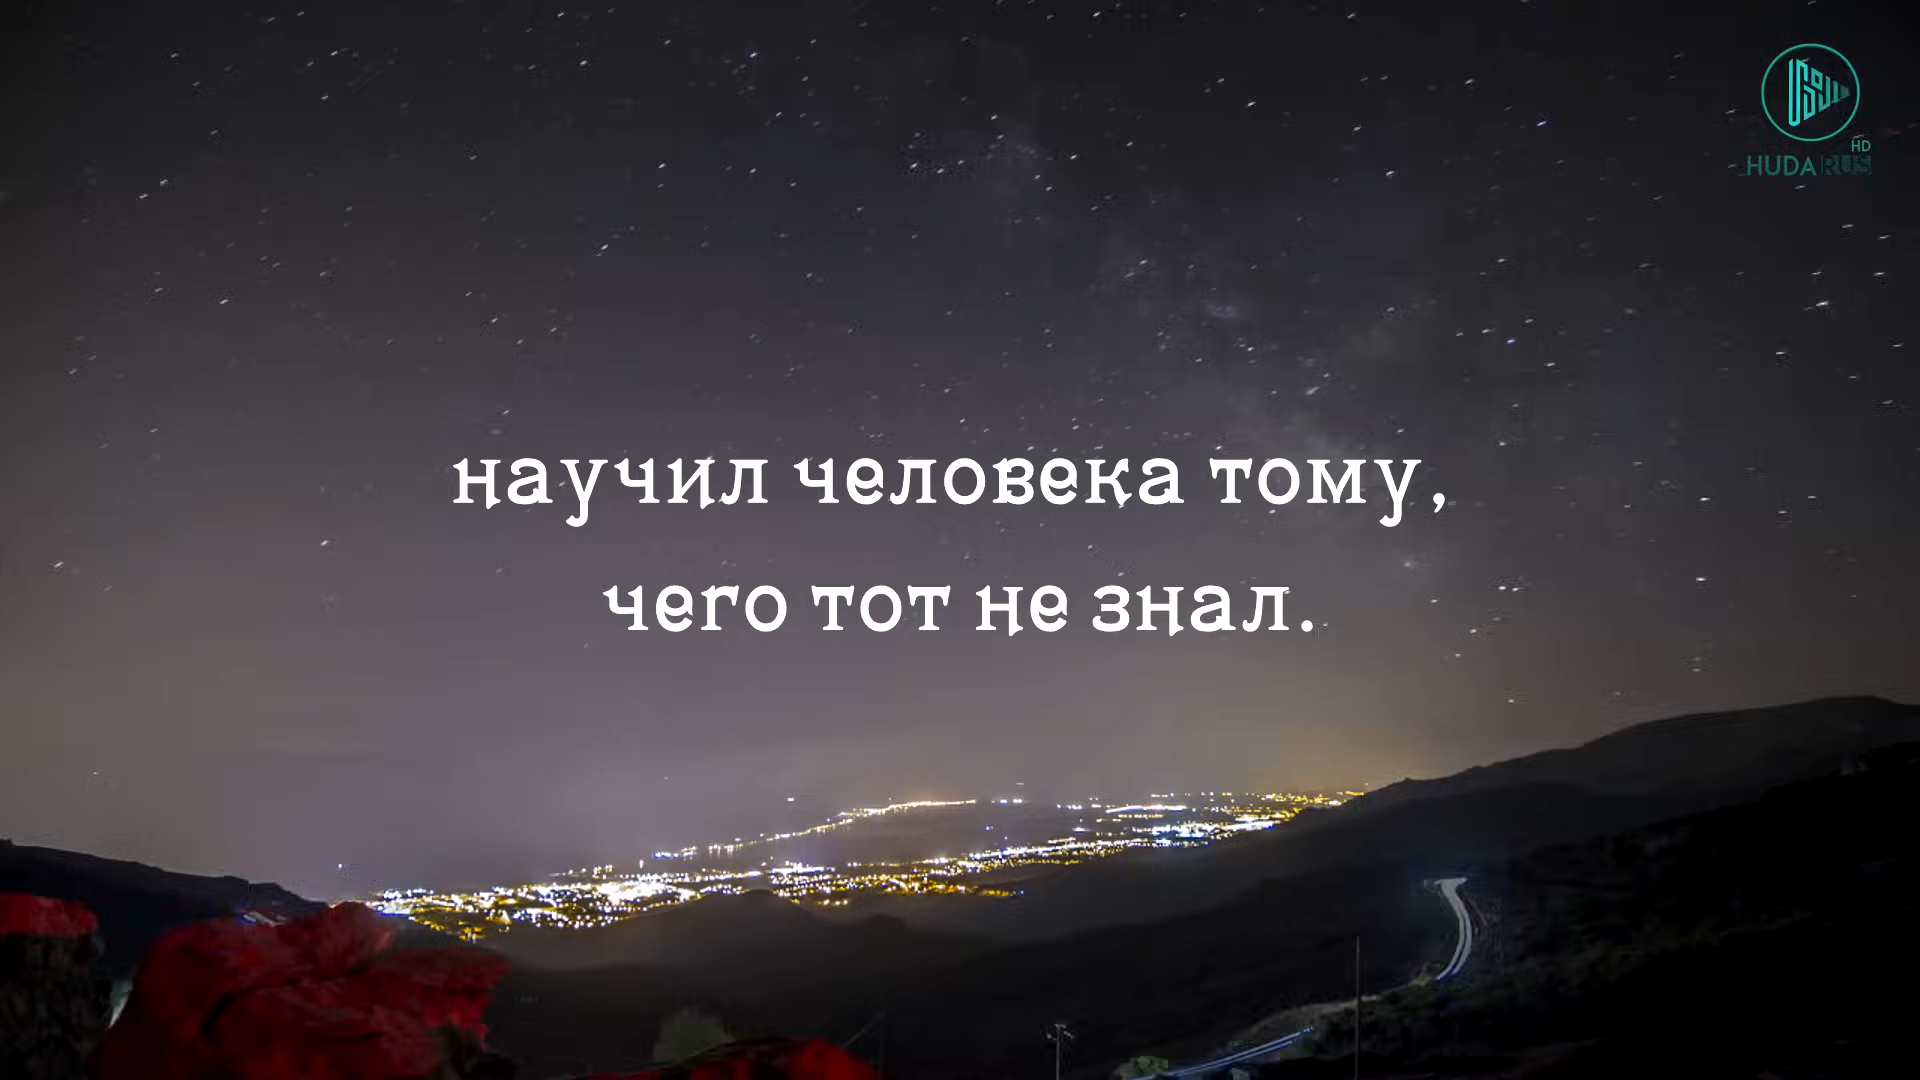 HD
HUDA RUS
научил человека тому,
чего тот не знал.